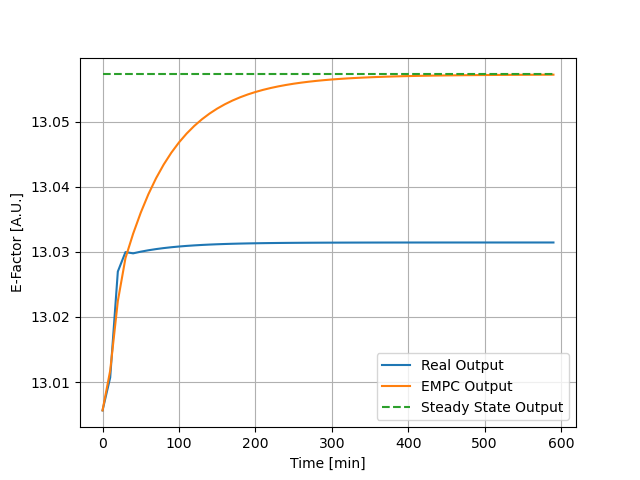 13.05
13.04
13.03
13.02
13.01
E-Factor [A.U.]
0 100 200 300 400 500 600
Time [min]
Real Output
EMPC Output
Steady State Output